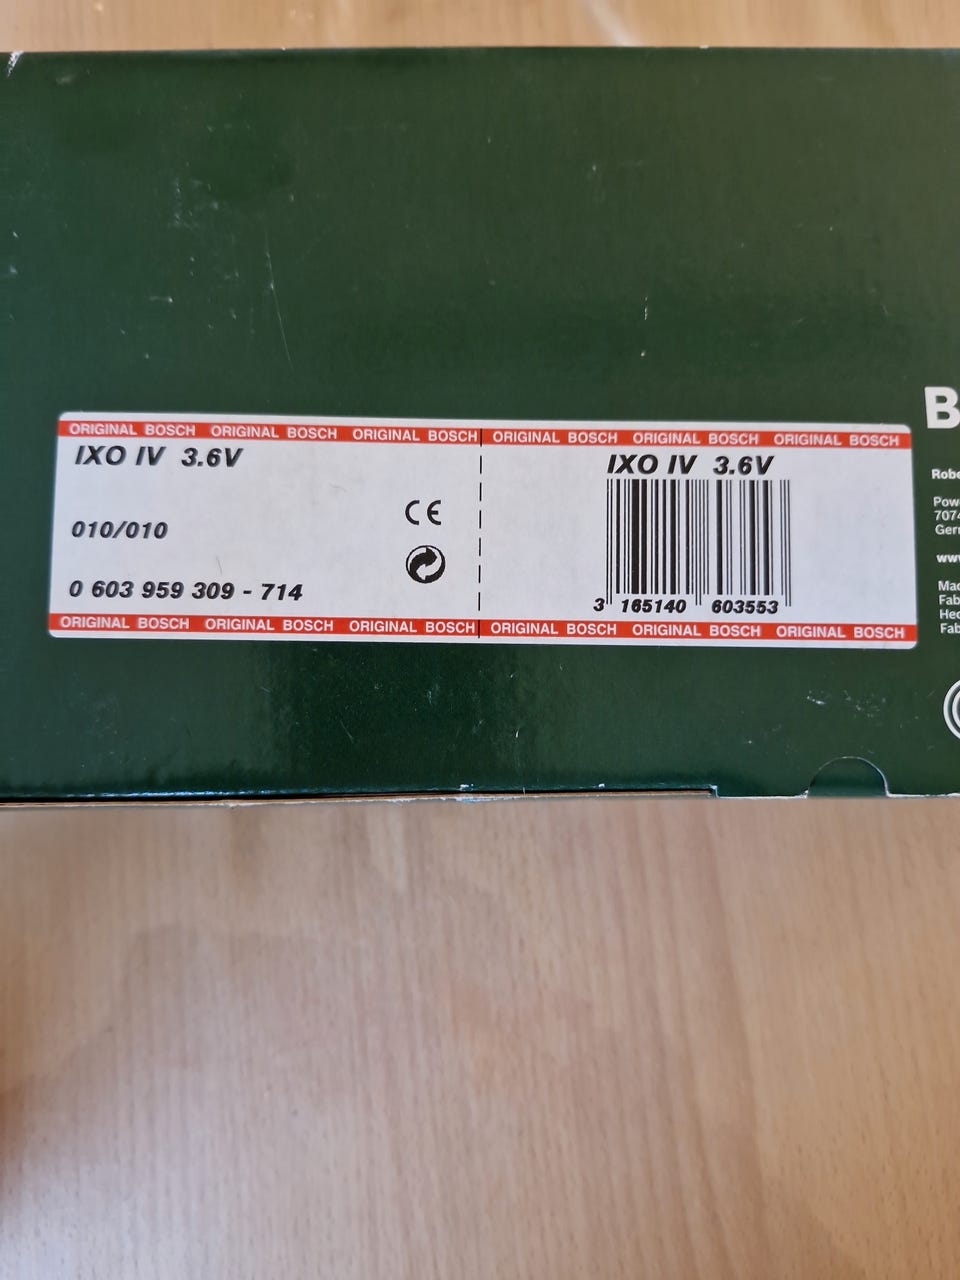 ORIGINAL BOSCH ORIGINAL BOSCH ORIGINAL BOSCH ORIGINAL BOSCH ORIGINAL BOSCH ORIGINAL BOSCH
IXO IV 3.6V
010/010
0 603 959 309 - 714
CE
IXO IV 3.6V
3 165140 603553
ORIGINAL BOSCH ORIGINAL BOSCH ORIGINAL BOSCH ORIGINAL BOSCH ORIGINAL BOSCH ORIGINAL BOSCH
B